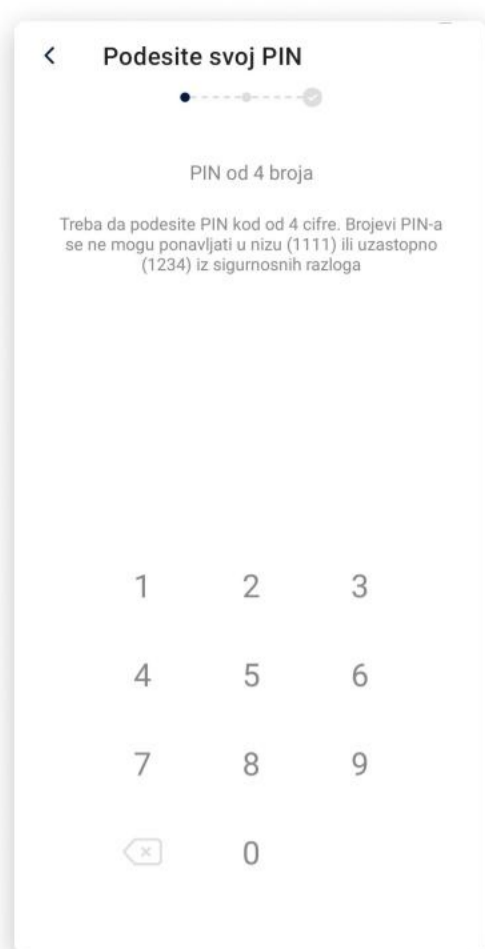 Podesite svoj PIN
PIN od 4 broja
Treba da podesite PIN kod od 4 cifre. Brojevi PIN-a
se ne mogu ponavljati u nizu (1111) ili uzastopno
(1234) iz sigurnosnih razloga
1 2 3
4 5 6
7 8 9
0